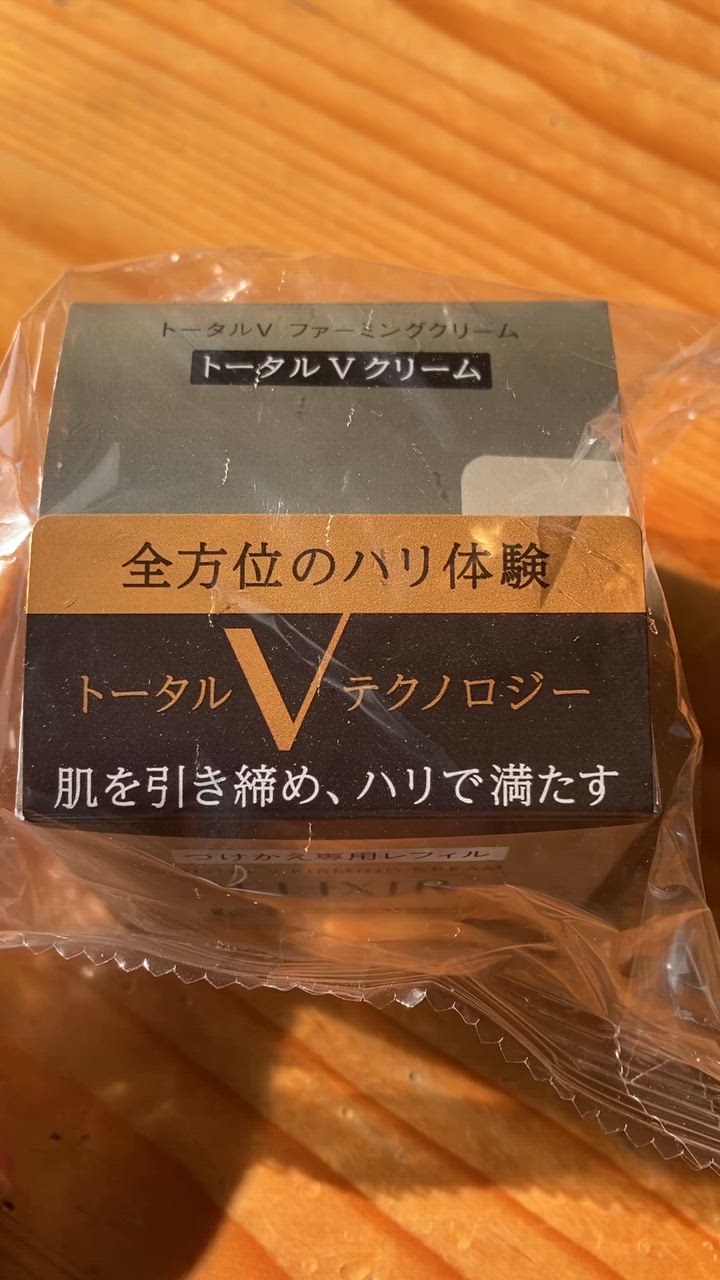 トータルV ファーミングクリーム
トータル V クリーム
全方位のハリ体験
トータル V テクノロジー
肌を引き締め、ハリで満たす
つけかえ専用レフィル
FIRMING CREAM
ELIXIR